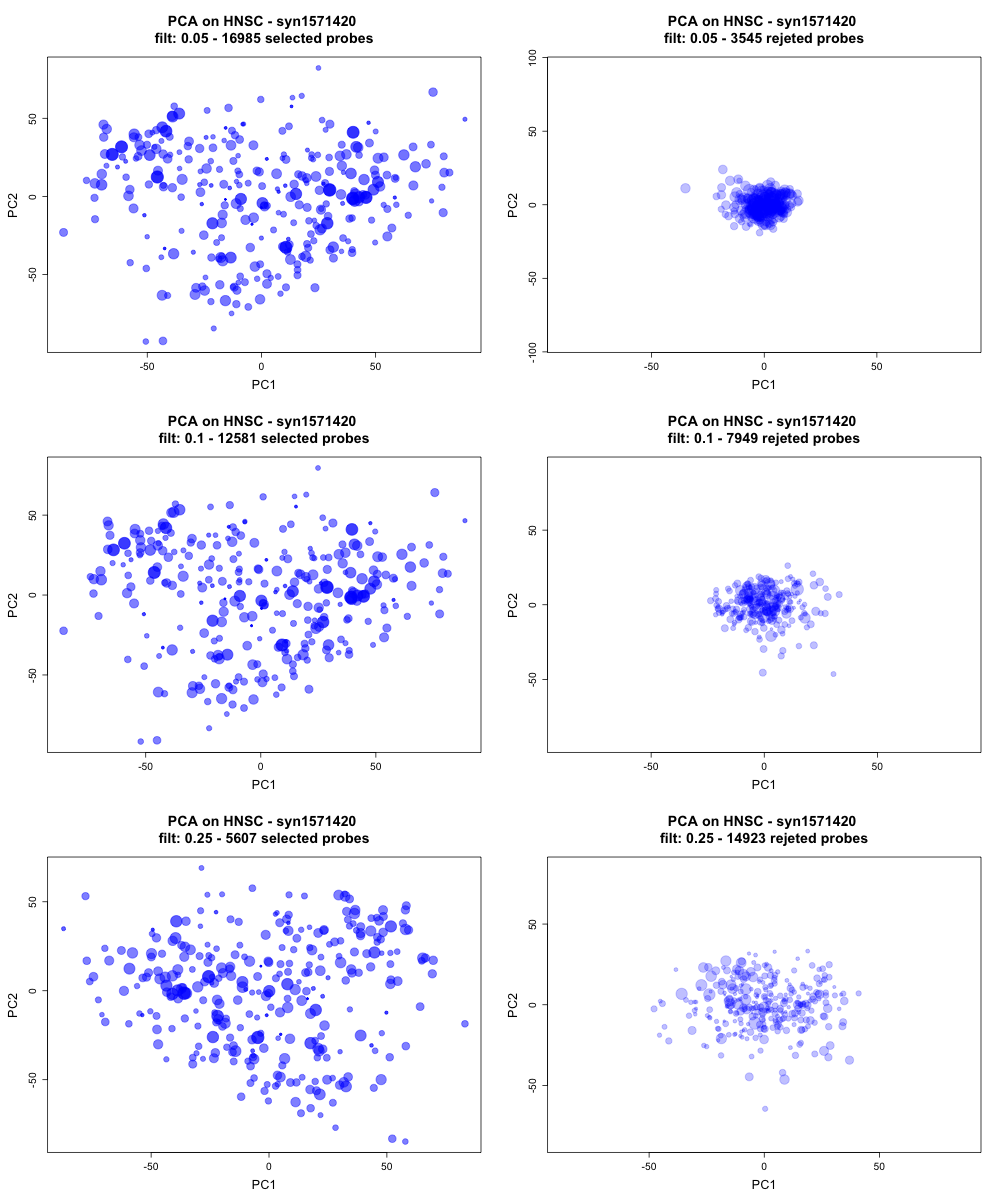 PCA on HNSC - syn1571420
filt: 0.05 - 16985 selected probes
50
0
-50
PC2
-50
0
50
PC1
PCA on HNSC - syn1571420
filt: 0.05 - 3545 rejeted probes
100
50
0
-50
-100
PC2
-50
0
50
PC1
PCA on HNSC - syn1571420
filt: 0.1 - 12581 selected probes
50
0
-50
PC2
-50
0
50
PC1
PCA on HNSC - syn1571420
filt: 0.1 - 7949 rejeted probes
50
0
-50
PC2
-50
0
50
PC1
PCA on HNSC - syn1571420
filt: 0.25 - 5607 selected probes
50
0
-50
PC2
-50
0
50
PC1
PCA on HNSC - syn1571420
filt: 0.25 - 14923 rejeted probes
50
0
-50
PC2
-50
0
50
PC1